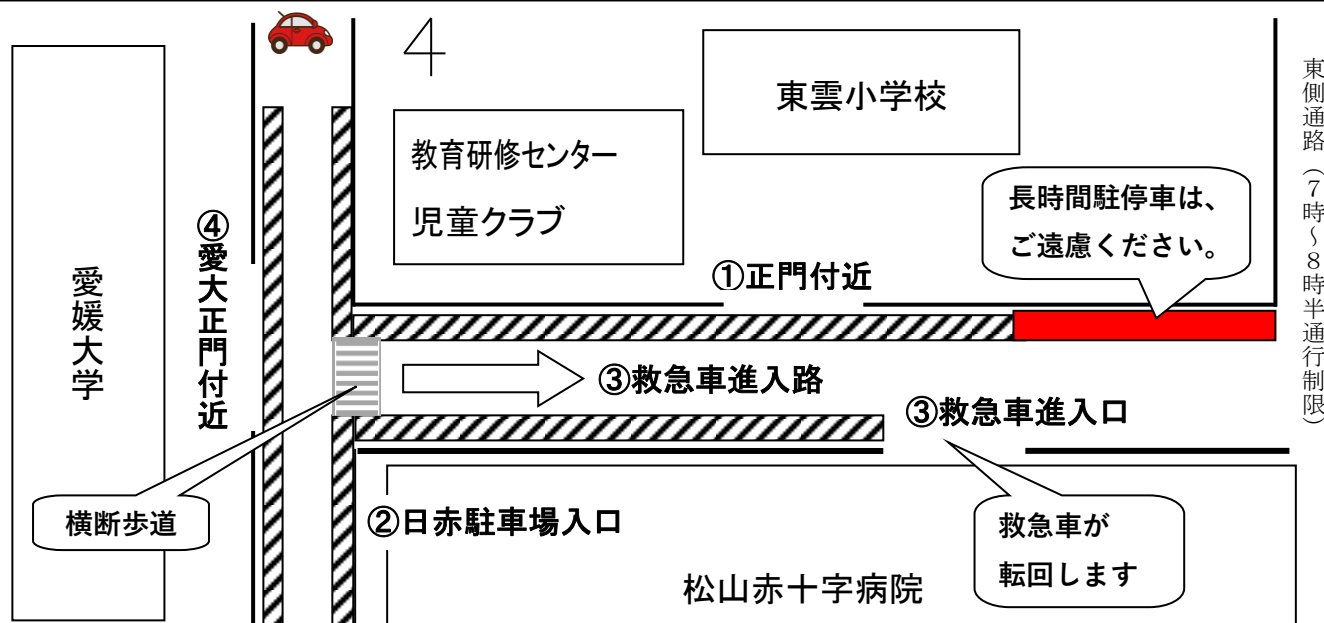 4
東雲小学校
東側通路(7時~8時半通行制限)
教育研修センター
児童クラブ
長時間駐停車は、
ご遠慮ください。
①正門付近
④愛大正門付近
愛媛大学
③救急車進入路
③救急車進入口
横断歩道
②日赤駐車場入口
救急車が
転回します
松山赤十字病院